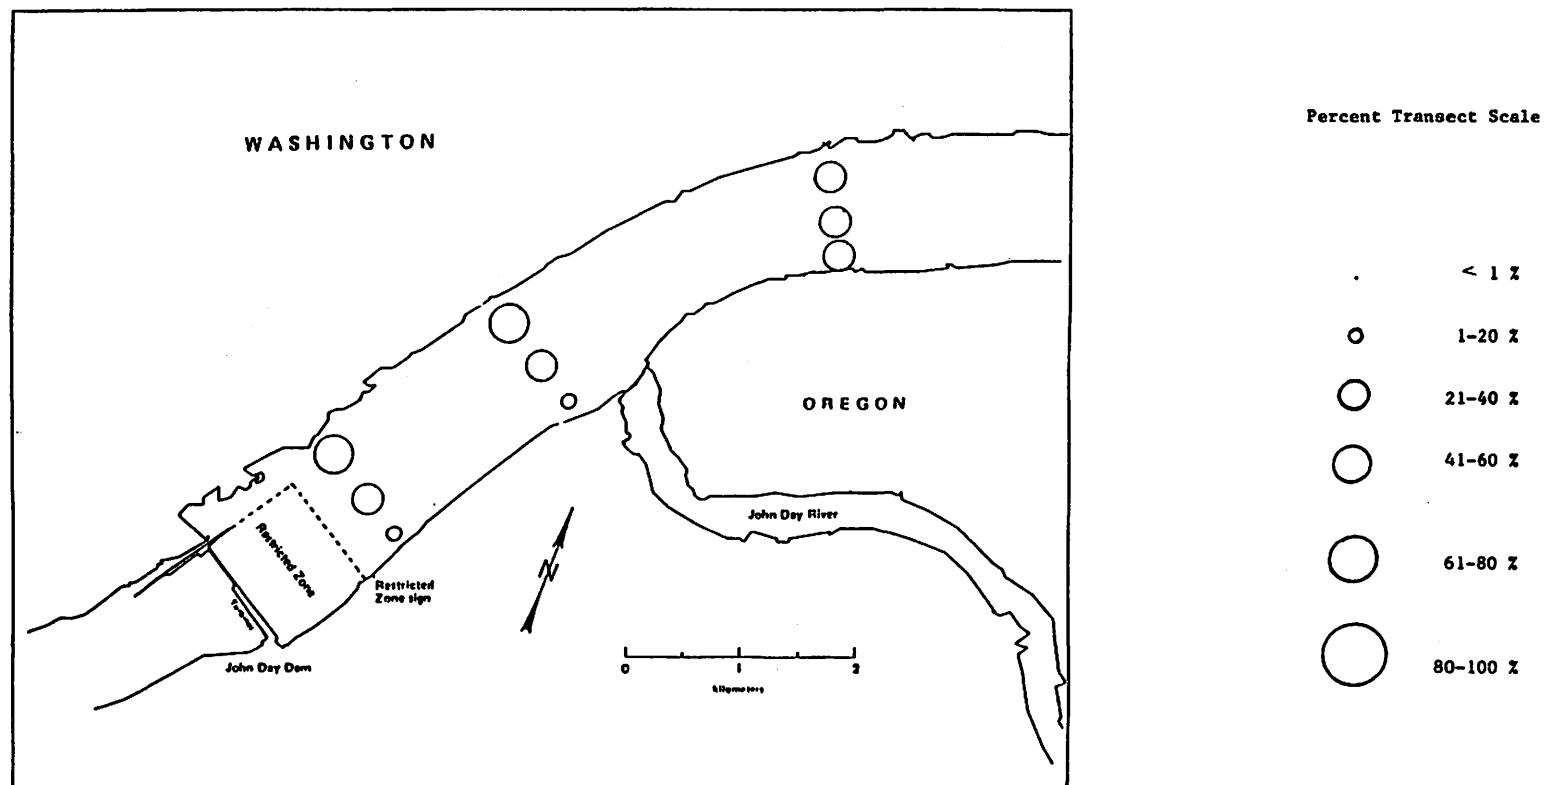 WASHINGTON
OREGON
John Day River
Restricted Zone
Restricted
Zone sign
John Day Dam
N
0 1 2
kilometers
Percent Transect Scale
< 1 %
1-20 %
21-40 %
41-60 %
61-80 %
80-100 %